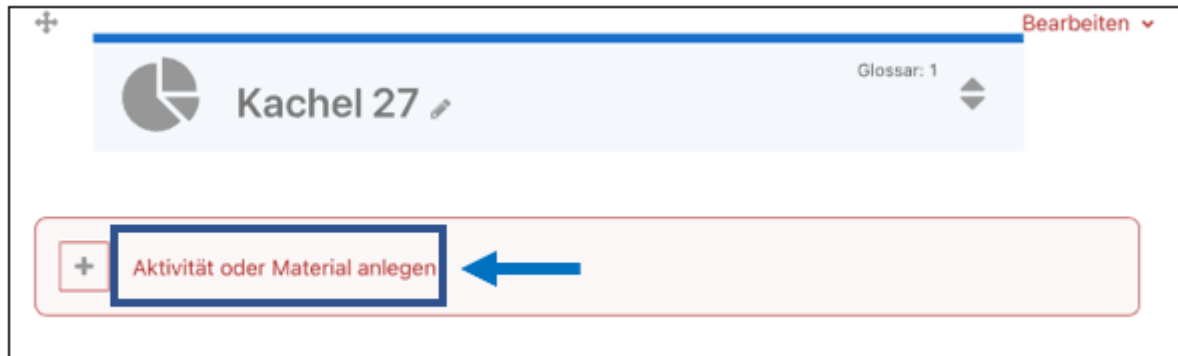 Bearbeiten
Glossar: 1
Kachel 27
Aktivität oder Material anlegen